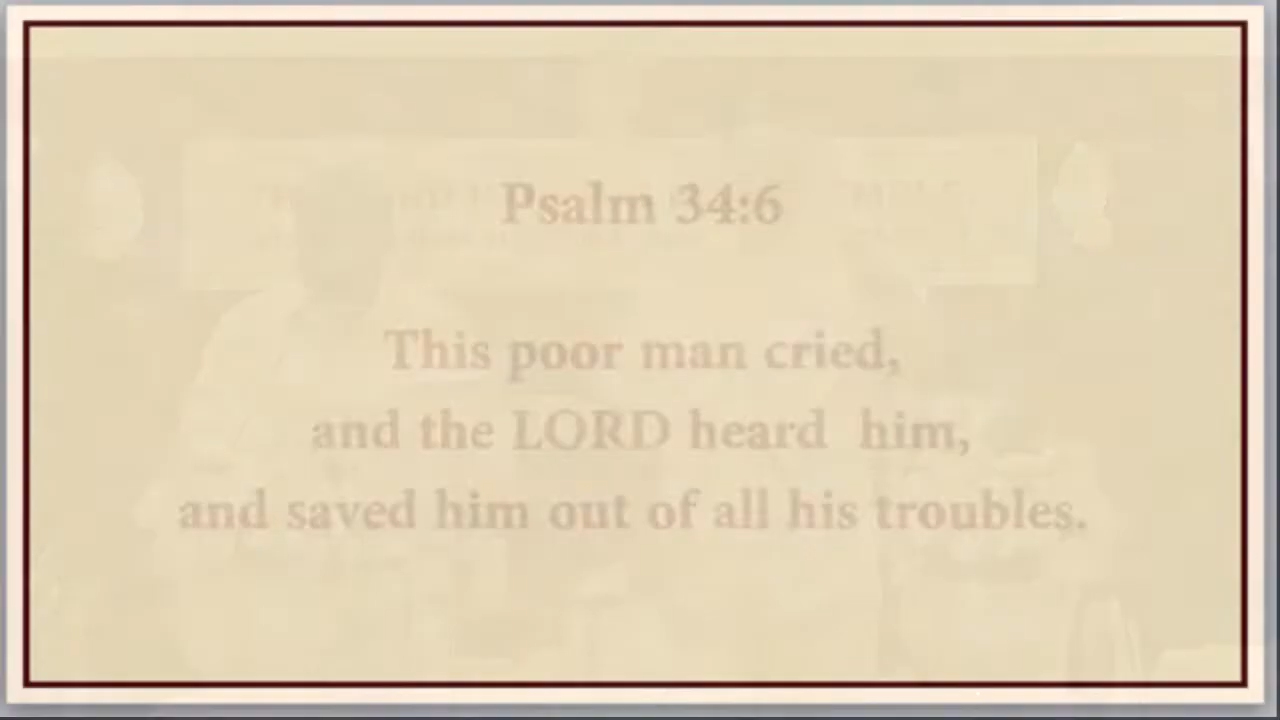 Psalm 34:6
This poor man cried,
and the LORD heard him,
and saved him out of all his troubles.